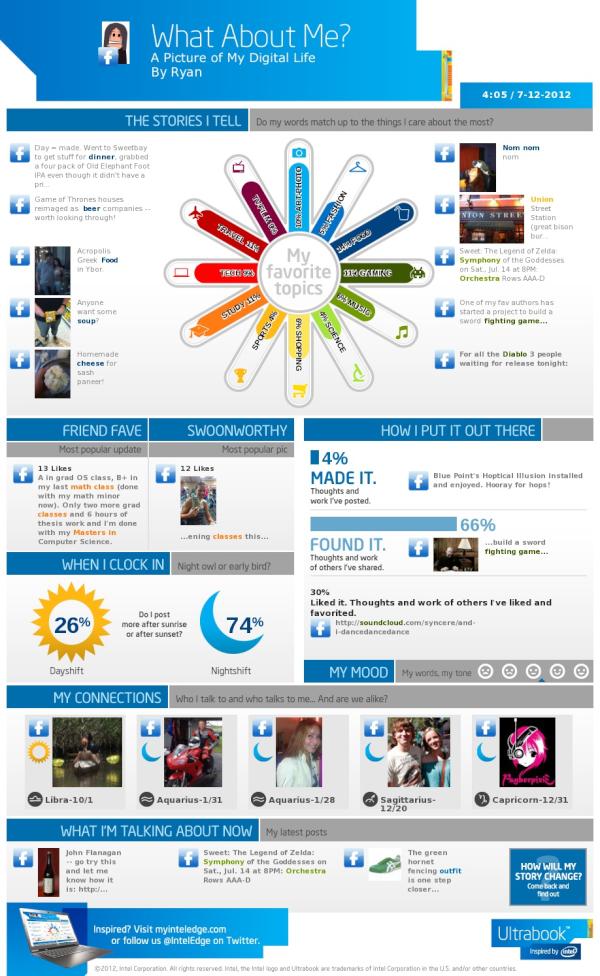 What About Me?
A Picture of My Digital Life
By Ryan
4:05 / 7-12-2012
THE STORIES I TELL
Do my words match up to the things I care about the most?
Day = made. Went to Sweetbay
to get stuff for dinner, grabbed
a four pack of Old Elephant Foot
IPA even though it didn't have a
pri...
Game of Thrones houses
reimaged as beer companies --
worth looking through!
Acropolis
Greek Food
in Ybor.
Anyone
want some
soup?
Homemade
cheese for
sash
paneer!
My
favorite
topics
TRAVEL 11%
TECH 9%
STUDY 11%
SPORTS 4%
6% SHOPPING
4% SCIENCE
Nom nom
nom
Union
Street
Station
(great bison
bur...
UNION STREET
Sweet: The Legend of Zelda:
Symphony of the Goddesses
on Sat., Jul. 14 at 8PM:
Orchestra Rows AAA-D
One of my fav authors has
started a project to build a
sword fighting game...
For all the Diablo 3 people
waiting for release tonight:
FRIEND FAVE
Most popular update
13 Likes
A in grad OS class, B+ in
my last math class (done
with my math minor
now). Only two more grad
classes and 6 hours of
thesis work and I'm done
with my Masters in
Computer Science.
SWOONWORTHY
Most popular pic
12 Likes
...ening classes this...
HOW I PUT IT OUT THERE
4%
MADE IT.
Thoughts and
work I've posted.
Blue Point's Hoptical Illusion installed
and enjoyed. Hooray for hops!
66%
FOUND IT.
Thoughts and work
of others I've shared.
...build a sword
fighting game...
30%
Liked it. Thoughts and work of others I've liked and
favorited.
http://soundcloud.com/syncere/and-
i-dancedancedance
WHEN I CLOCK IN
Night owl or early bird?
26%
Dayshift
Do I post
more after sunrise
or after sunset?
74%
Nightshift
MY MOOD
My words, my tone
MY CONNECTIONS
Who I talk to and who talks to me... And are we alike?
Libra-10/1
Aquarius-1/31
Aquarius-1/28
Sagittarius-
12/20
Capricorn-12/31
WHAT I'M TALKING ABOUT NOW
My latest posts
John Flanagan
-- go try this
and let me
know how it
is: http:/...
Sweet: The Legend of Zelda:
Symphony of the Goddesses on
Sat., Jul. 14 at 8PM: Orchestra
Rows AAA-D
The green
hornet
fencing outfit
is one step
closer...
HOW WILL MY
STORY CHANGE?
Come back and
find out
Inspired? Visit myinteledge.com
or follow us @IntelEdge on Twitter.
Ultrabook™
Inspired by intel
©2012, Intel Corporation. All rights reserved. Intel, the Intel logo and Ultrabook are trademarks of Intel Corporation in the U.S. and/or other countries.